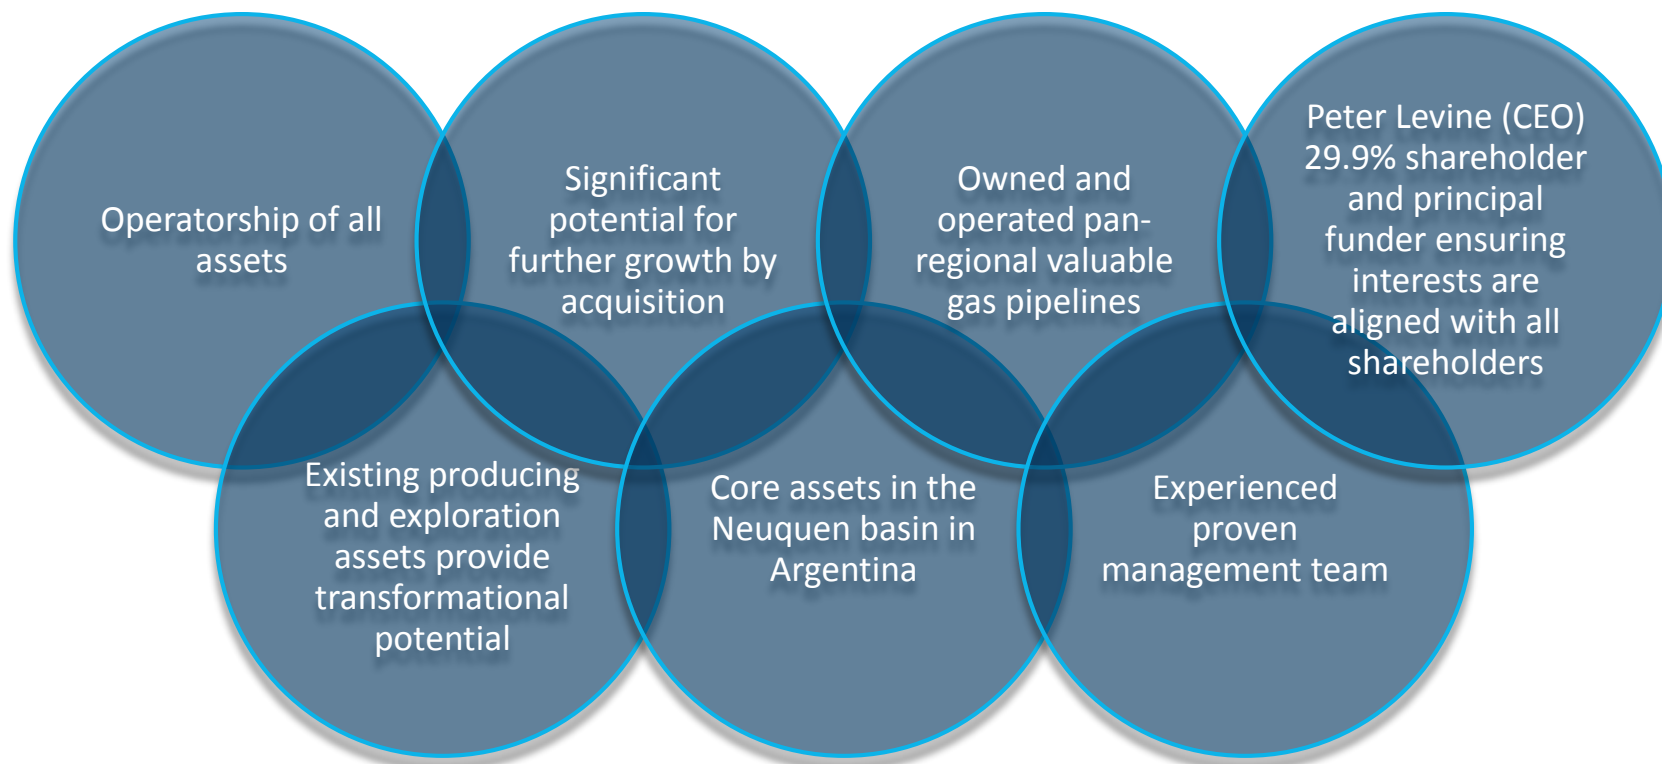 Operatorship of all
assets
Significant
potential for
further growth by
acquisition
Owned and
operated pan-
regional valuable
gas pipelines
Peter Levine (CEO)
29.9% shareholder
and principal
funder ensuring
interests are
aligned with all
shareholders
Existing producing
and exploration
assets provide
transformational
potential
Core assets in the
Neuquen basin in
Argentina
Experienced
proven
management team